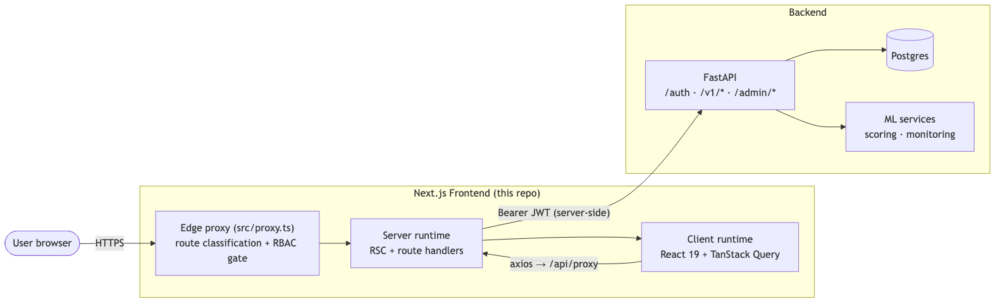 Backend
Postgres
FastAPI
/auth · /v1/* · /admin/*
ML services
scoring · monitoring
Next.js Frontend (this repo)
User browser
HTTPS
Edge proxy (src/proxy.ts)
route classification + RBAC
gate
Server runtime
RSC + route handlers
Bearer JWT (server-side)
axios → /api/proxy
Client runtime
React 19 + TanStack Query